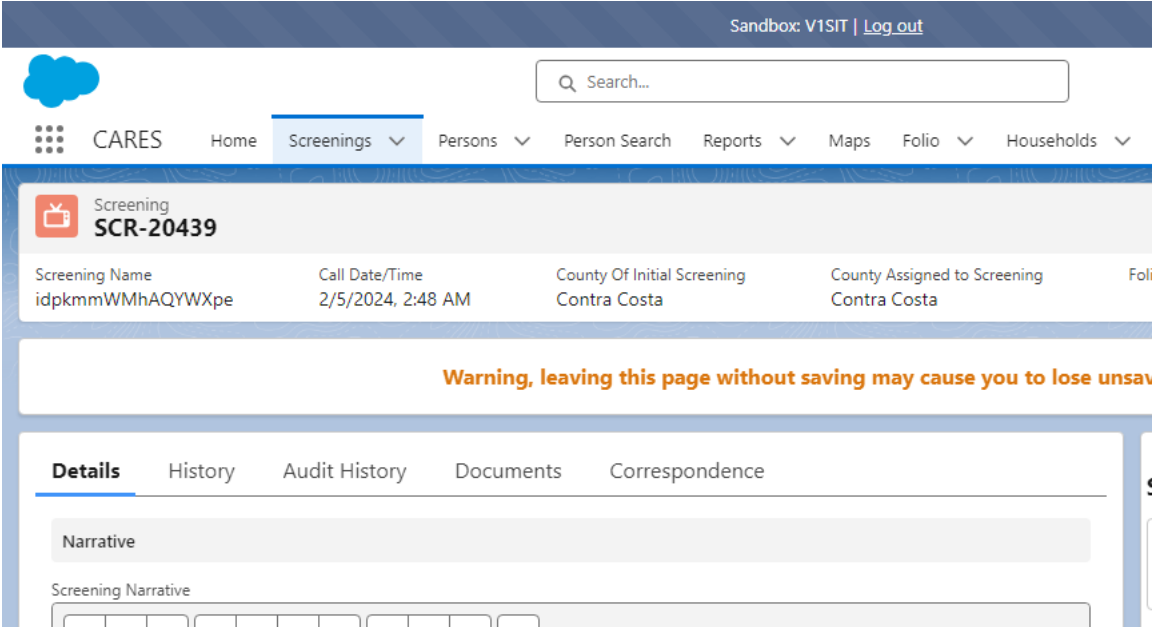 Sandbox: V1SIT | Log out
Search...
CARES Home Screenings Persons Person Search Reports Maps Folio Households
Screening
SCR-20439
Screening Name Call Date/Time County Of Initial Screening County Assigned to Screening
idpkmmWMhAQYWXpe 2/5/2024, 2:48 AM Contra Costa Contra Costa
Warning, leaving this page without saving may cause you to lose
Details History Audit History Documents Correspondence
Narrative
Screening Narrative